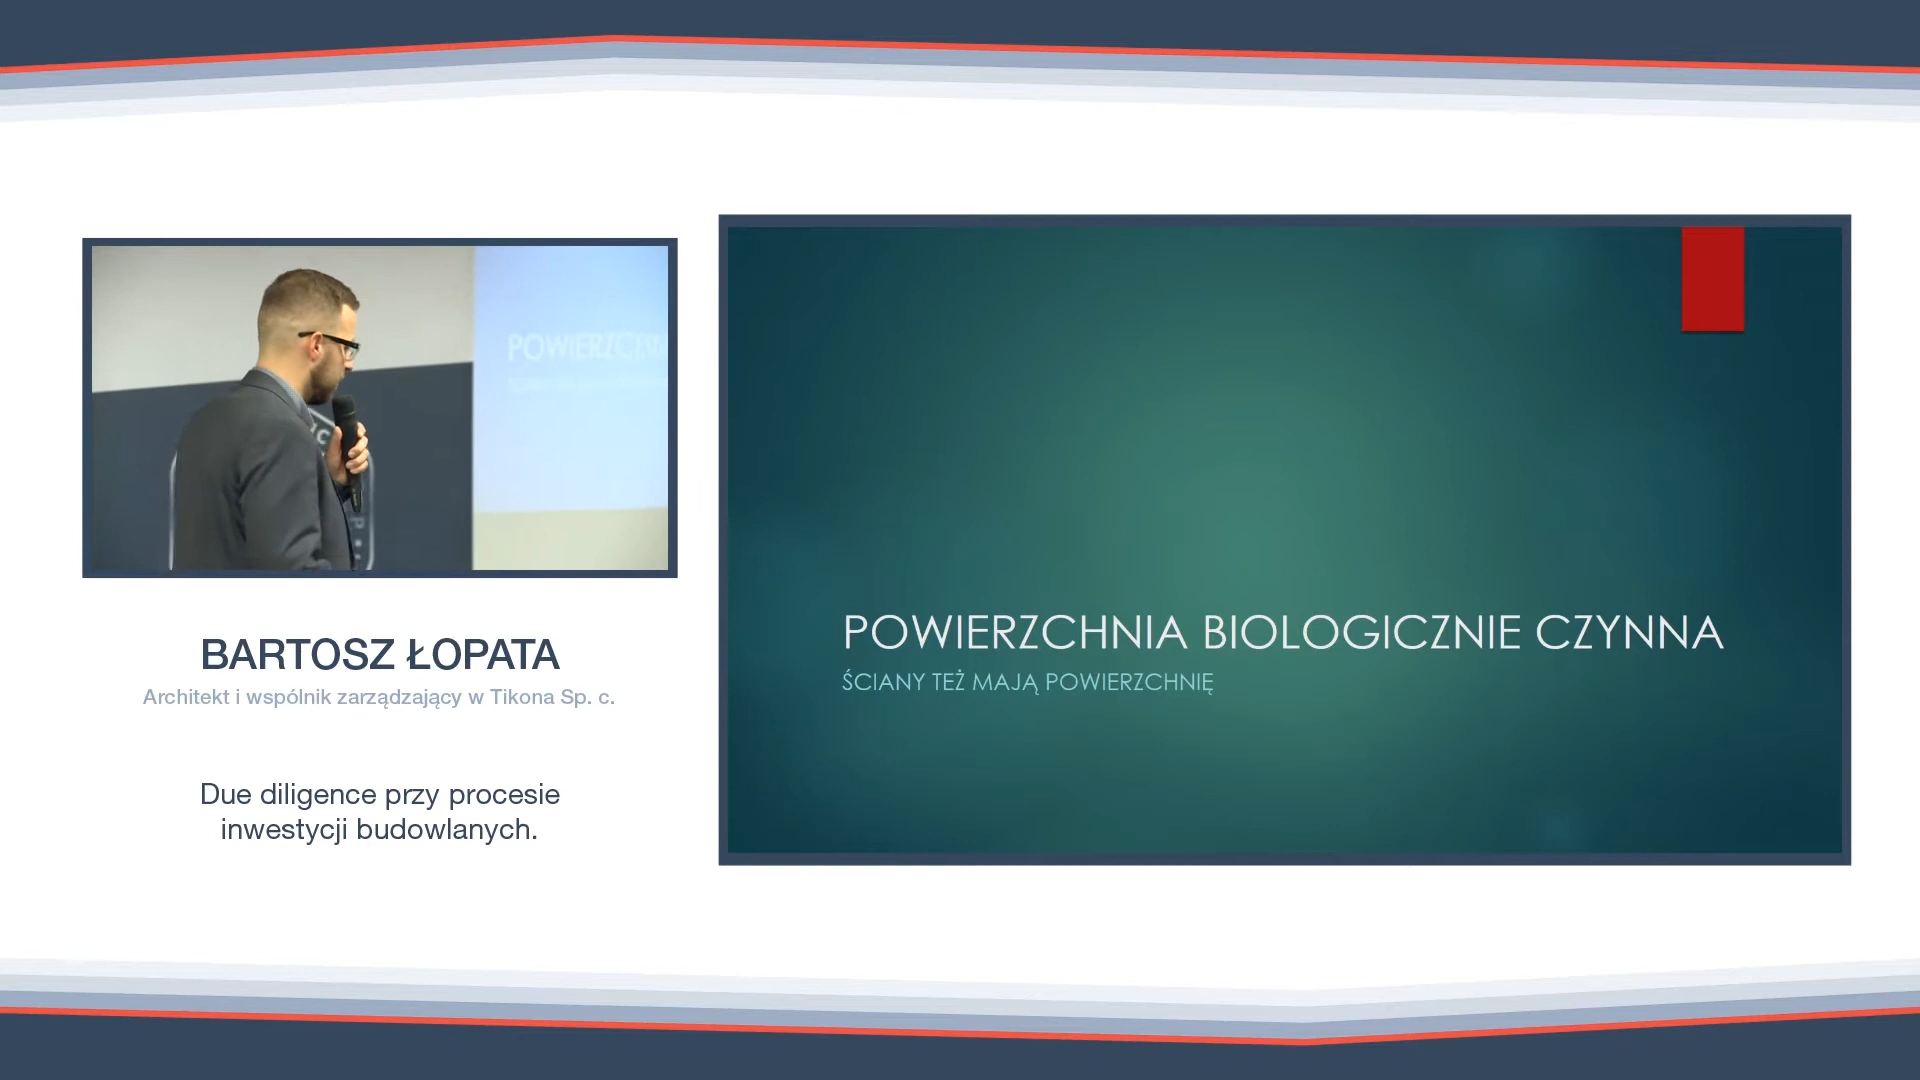 POWIERZCHNIA
BARTOSZ ŁOPATA
Architekt i wspólnik zarządzający w Tikona Sp. c.
Due diligence przy procesie
inwestycji budowlanych.
POWIERZCHNIA BIOLOGICZNIE CZYNNA
ŚCIANY TEŻ MAJĄ POWIERZCHNIĘ